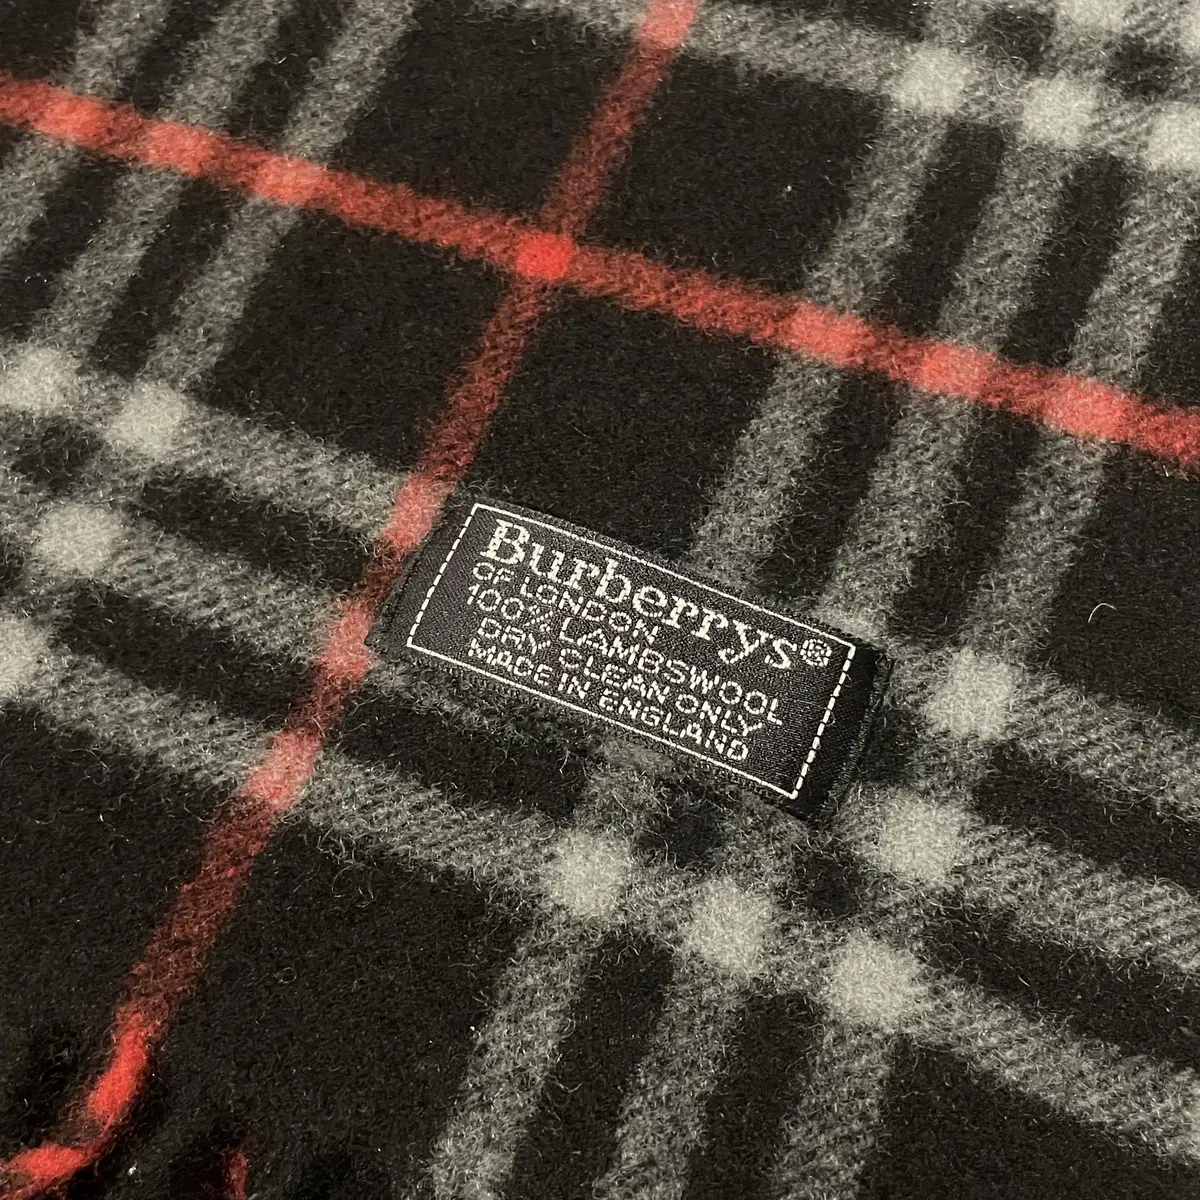 Burberrys®
OF LONDON
100% LAMBSWOOL
DRY CLEAN ONLY
MADE IN ENGLAND